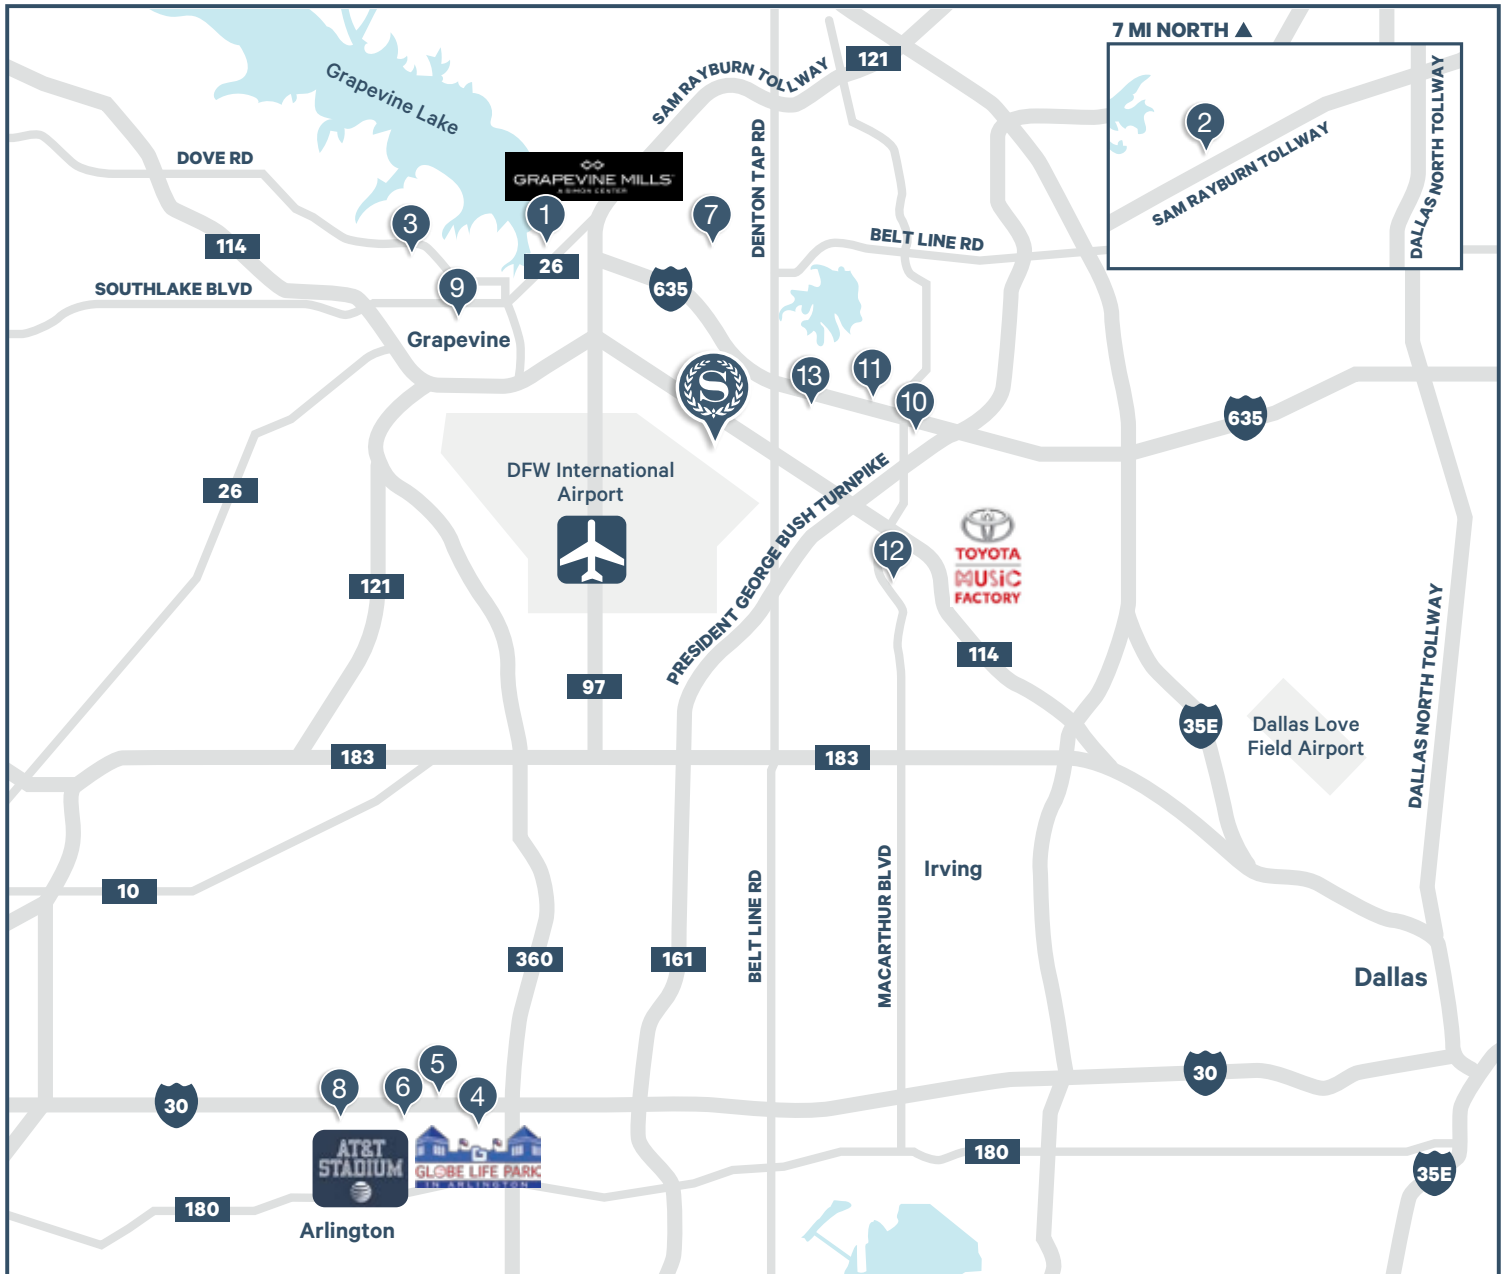 7 MI NORTH
121
SAM RAYBURN TOLLWAY
Grapevine Lake
DALLAS NORTH TOLLWAY
2
SAM RAYBURN TOLLWAY
DENTON TAP RD
DOVE RD
GRAPEVINE MILLS
A SIMON CENTER
1
7
3
114
BELT LINE RD
26
635
9
SOUTHLAKE BLVD
Grapevine
S
13
11
10
635
DFW International
Airport
26
PRESIDENT GEORGE BUSH TURNPIKE
12
TOYOTA
MUSiC
FACTORY
121
114
97
DALLAS NORTH TOLLWAY
35E
Dallas Love
Field Airport
183
183
10
Irving
BELT LINE RD
MACARTHUR BLVD
360
161
Dallas
5
8
6
4
30
30
AT&T
STADIUM
G
GLOBE LIFE PARK
IN ARLINGTON
180
35E
180
Arlington